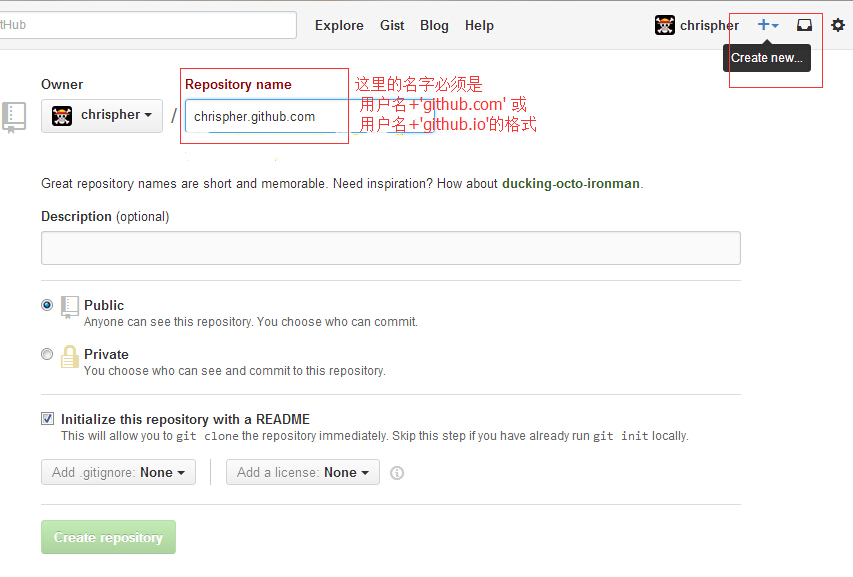 tHub
Explore Gist Blog Help
chrispher
Create new...
Owner
Repository name
chrispher
/
chrispher.github.com
这里的名字必须是
用户名+'github.com' 或
用户名+'github.io'的格式
Great repository names are short and memorable. Need inspiration? How about ducking-octo-ironman.
Description (optional)
Public
Anyone can see this repository. You choose who can commit.
Private
You choose who can see and commit to this repository.
Initialize this repository with a README
This will allow you to git clone the repository immediately. Skip this step if you have already run git init locally.
Add .gitignore: None
Add a license: None
Create repository